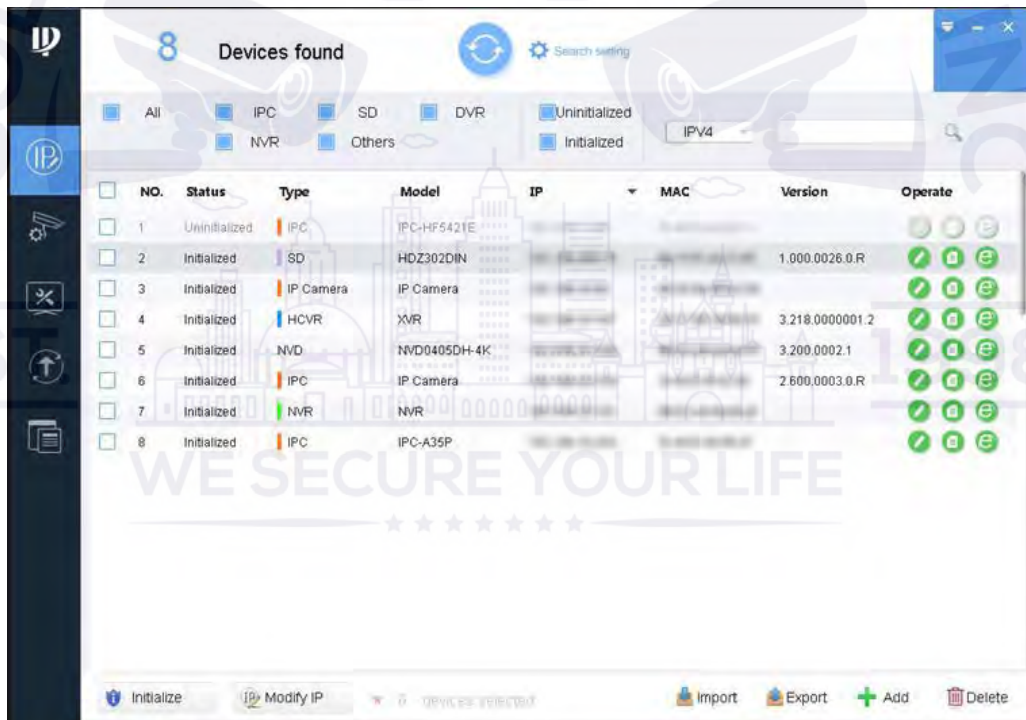 8 Devices found Search setting
All IPC SD DVR Uninitialized
NVR Others Initialized IPV4
NO. Status Type Model IP MAC Version Operate
1 Uninitialized IPC IPC-HF5421E
2 Initialized SD HDZ302DIN 1.000.0026.0.R
3 Initialized IP Camera IP Camera
4 Initialized HCVR XVR 3.218.0000001.2
5 Initialized NVD NVD0405DH-4K 3.200.0002.1
6 Initialized IPC IP Camera 2.600.0003.0.R
7 Initialized NVR NVR
8 Initialized IPC IPC-A35P
WE SECURE YOUR LIFE
Initialize IP Modify IP 0 devices selected Import Export Add Delete